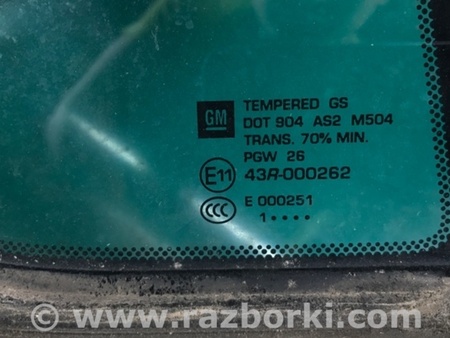 GM
TEMPERED GS
DOT 904 AS2 M504
TRANS. 70% MIN.
PGW 26
E11 43R-000262
CCC E 000251
1••••
© www.razborki.com